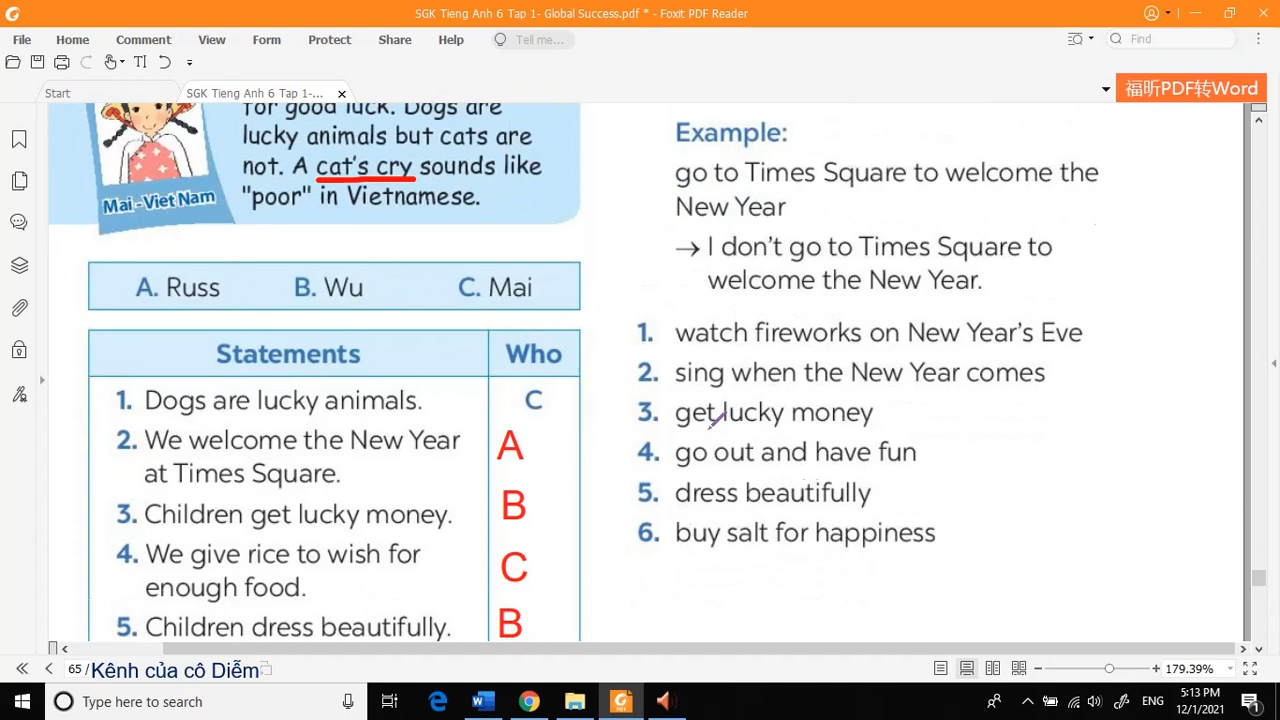 SGK Tieng Anh 6 Tap 1- Global Success.pdf * - Foxit PDF Reader
File Home Comment View Form Protect Share Help Tell me... Find
Start SGK Tieng Anh 6 Tap 1-... 福昕PDF转Word
for good luck. Dogs are
lucky animals but cats are
not. A cat's cry sounds like
"poor" in Vietnamese.
Mai - Viet Nam
A. Russ B. Wu C. Mai
Statements Who
1. Dogs are lucky animals. C
2. We welcome the New Year A
at Times Square.
3. Children get lucky money. B
4. We give rice to wish for C
enough food.
5. Children dress beautifully. B
Example:
go to Times Square to welcome the
New Year
→ I don't go to Times Square to
welcome the New Year.
1. watch fireworks on New Year's Eve
2. sing when the New Year comes
3. get lucky money
4. go out and have fun
5. dress beautifully
6. buy salt for happiness
65 / Kênh của cô Diễm 179.39%
Type here to search ENG 5:13 PM
12/1/2021 1